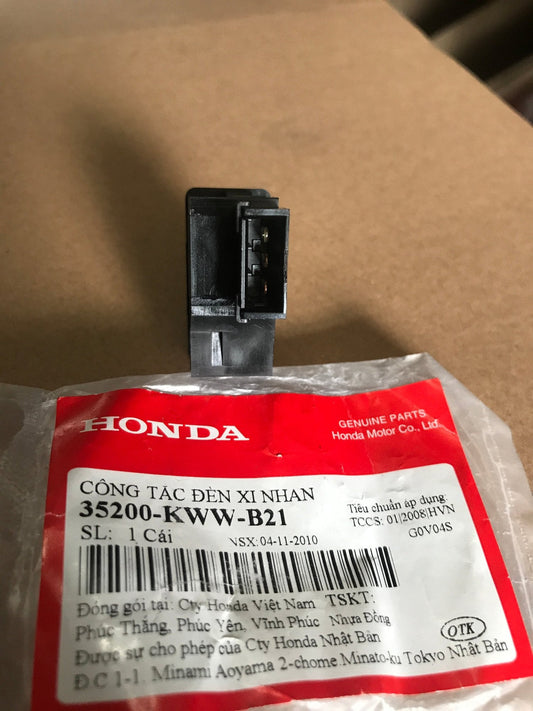 HONDA
GENUINE PARTS
Honda Motor Co., Ltd.
CÔNG TẮC ĐÈN XI NHAN
35200-KWW-B21
Tiêu chuẩn áp dụng:
TCCS: 01|2008|HVN
SL: 1 Cái
NSX: 04-11-2010
G0V04S
Đóng gói tại: Cty Honda Việt Nam TSKT:
Phúc Thắng, Phúc Yên, Vĩnh Phúc Nhựa Đồng
Được sự cho phép của Cty Honda Nhật Bản
OTK
Đ.C 1-1. Minami Aoyama 2-chome Minato-ku Tokyo Nhật Bản